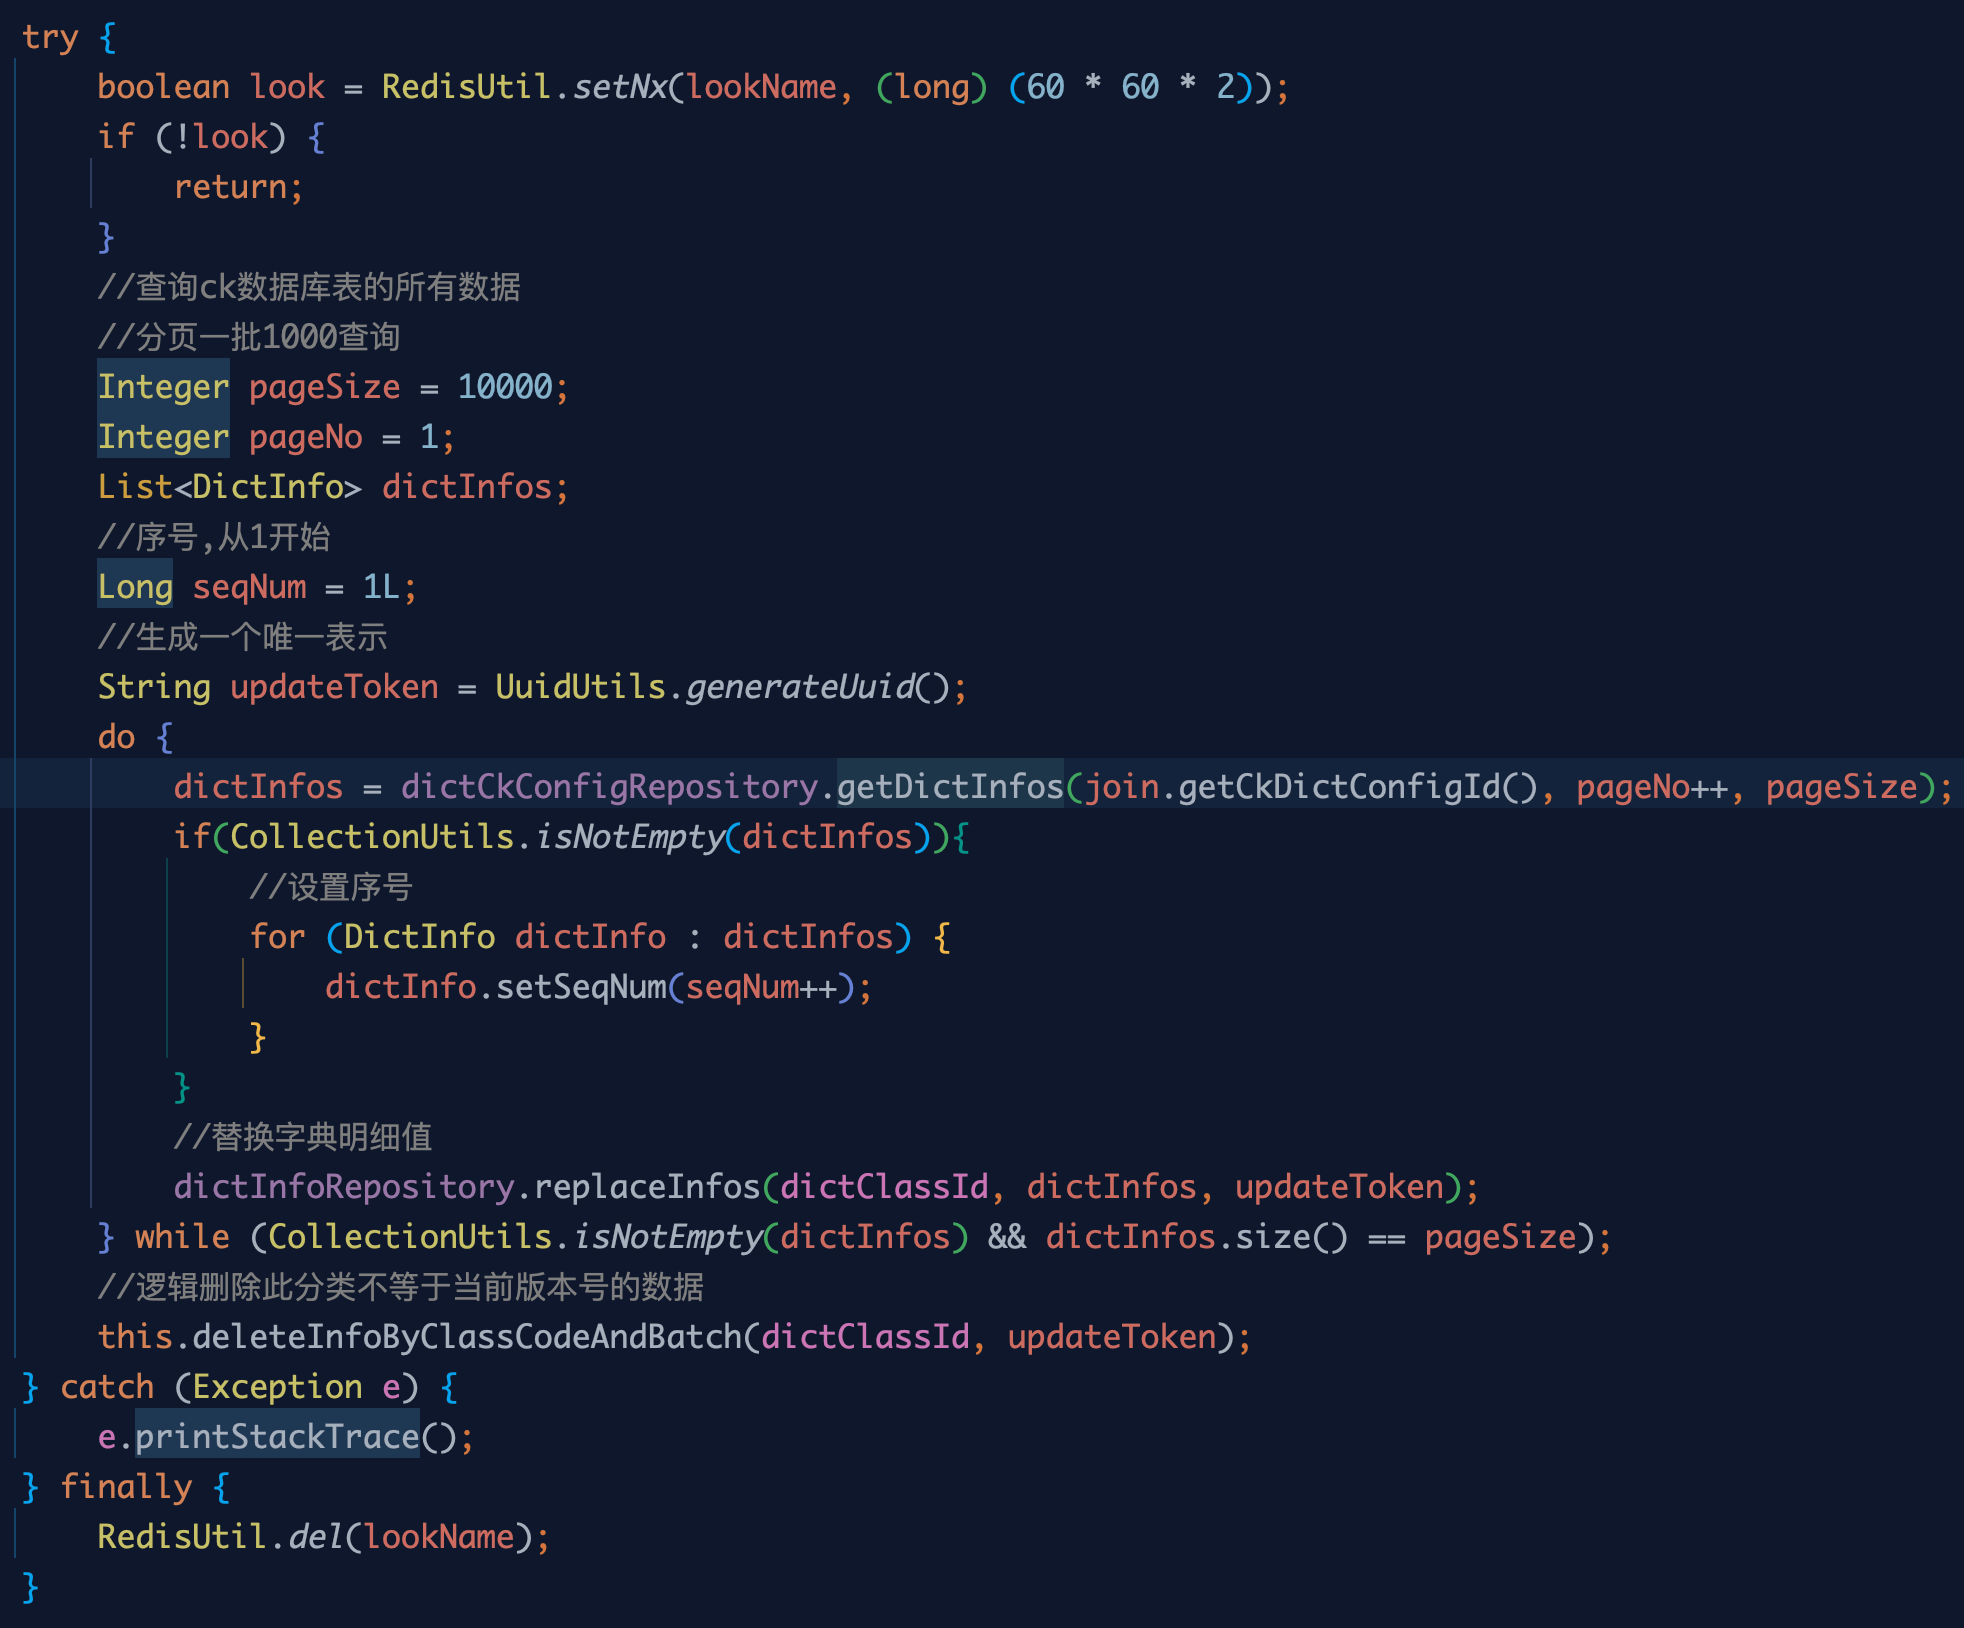 try {
    boolean look = RedisUtil.setNx(lookName, (long) (60 * 60 * 2));
    if (!look) {
        return;
    }
    //查询ck数据库表的所有数据
    //分页一批1000查询
    Integer pageSize = 10000;
    Integer pageNo = 1;
    List<DictInfo> dictInfos;
    //序号,从1开始
    Long seqNum = 1L;
    //生成一个唯一表示
    String updateToken = UuidUtils.generateUuid();
    do {
        dictInfos = dictCkConfigRepository.getDictInfos(join.getCkDictConfigId(), pageNo++, pageSize);
        if(CollectionUtils.isNotEmpty(dictInfos)){
            //设置序号
            for (DictInfo dictInfo : dictInfos) {
                dictInfo.setSeqNum(seqNum++);
            }
        }
        //替换字典明细值
        dictInfoRepository.replaceInfos(dictClassId, dictInfos, updateToken);
    } while (CollectionUtils.isNotEmpty(dictInfos) && dictInfos.size() == pageSize);
    //逻辑删除此分类不等于当前版本号的数据
    this.deleteInfoByClassCodeAndBatch(dictClassId, updateToken);
} catch (Exception e) {
    e.printStackTrace();
} finally {
    RedisUtil.del(lookName);
}